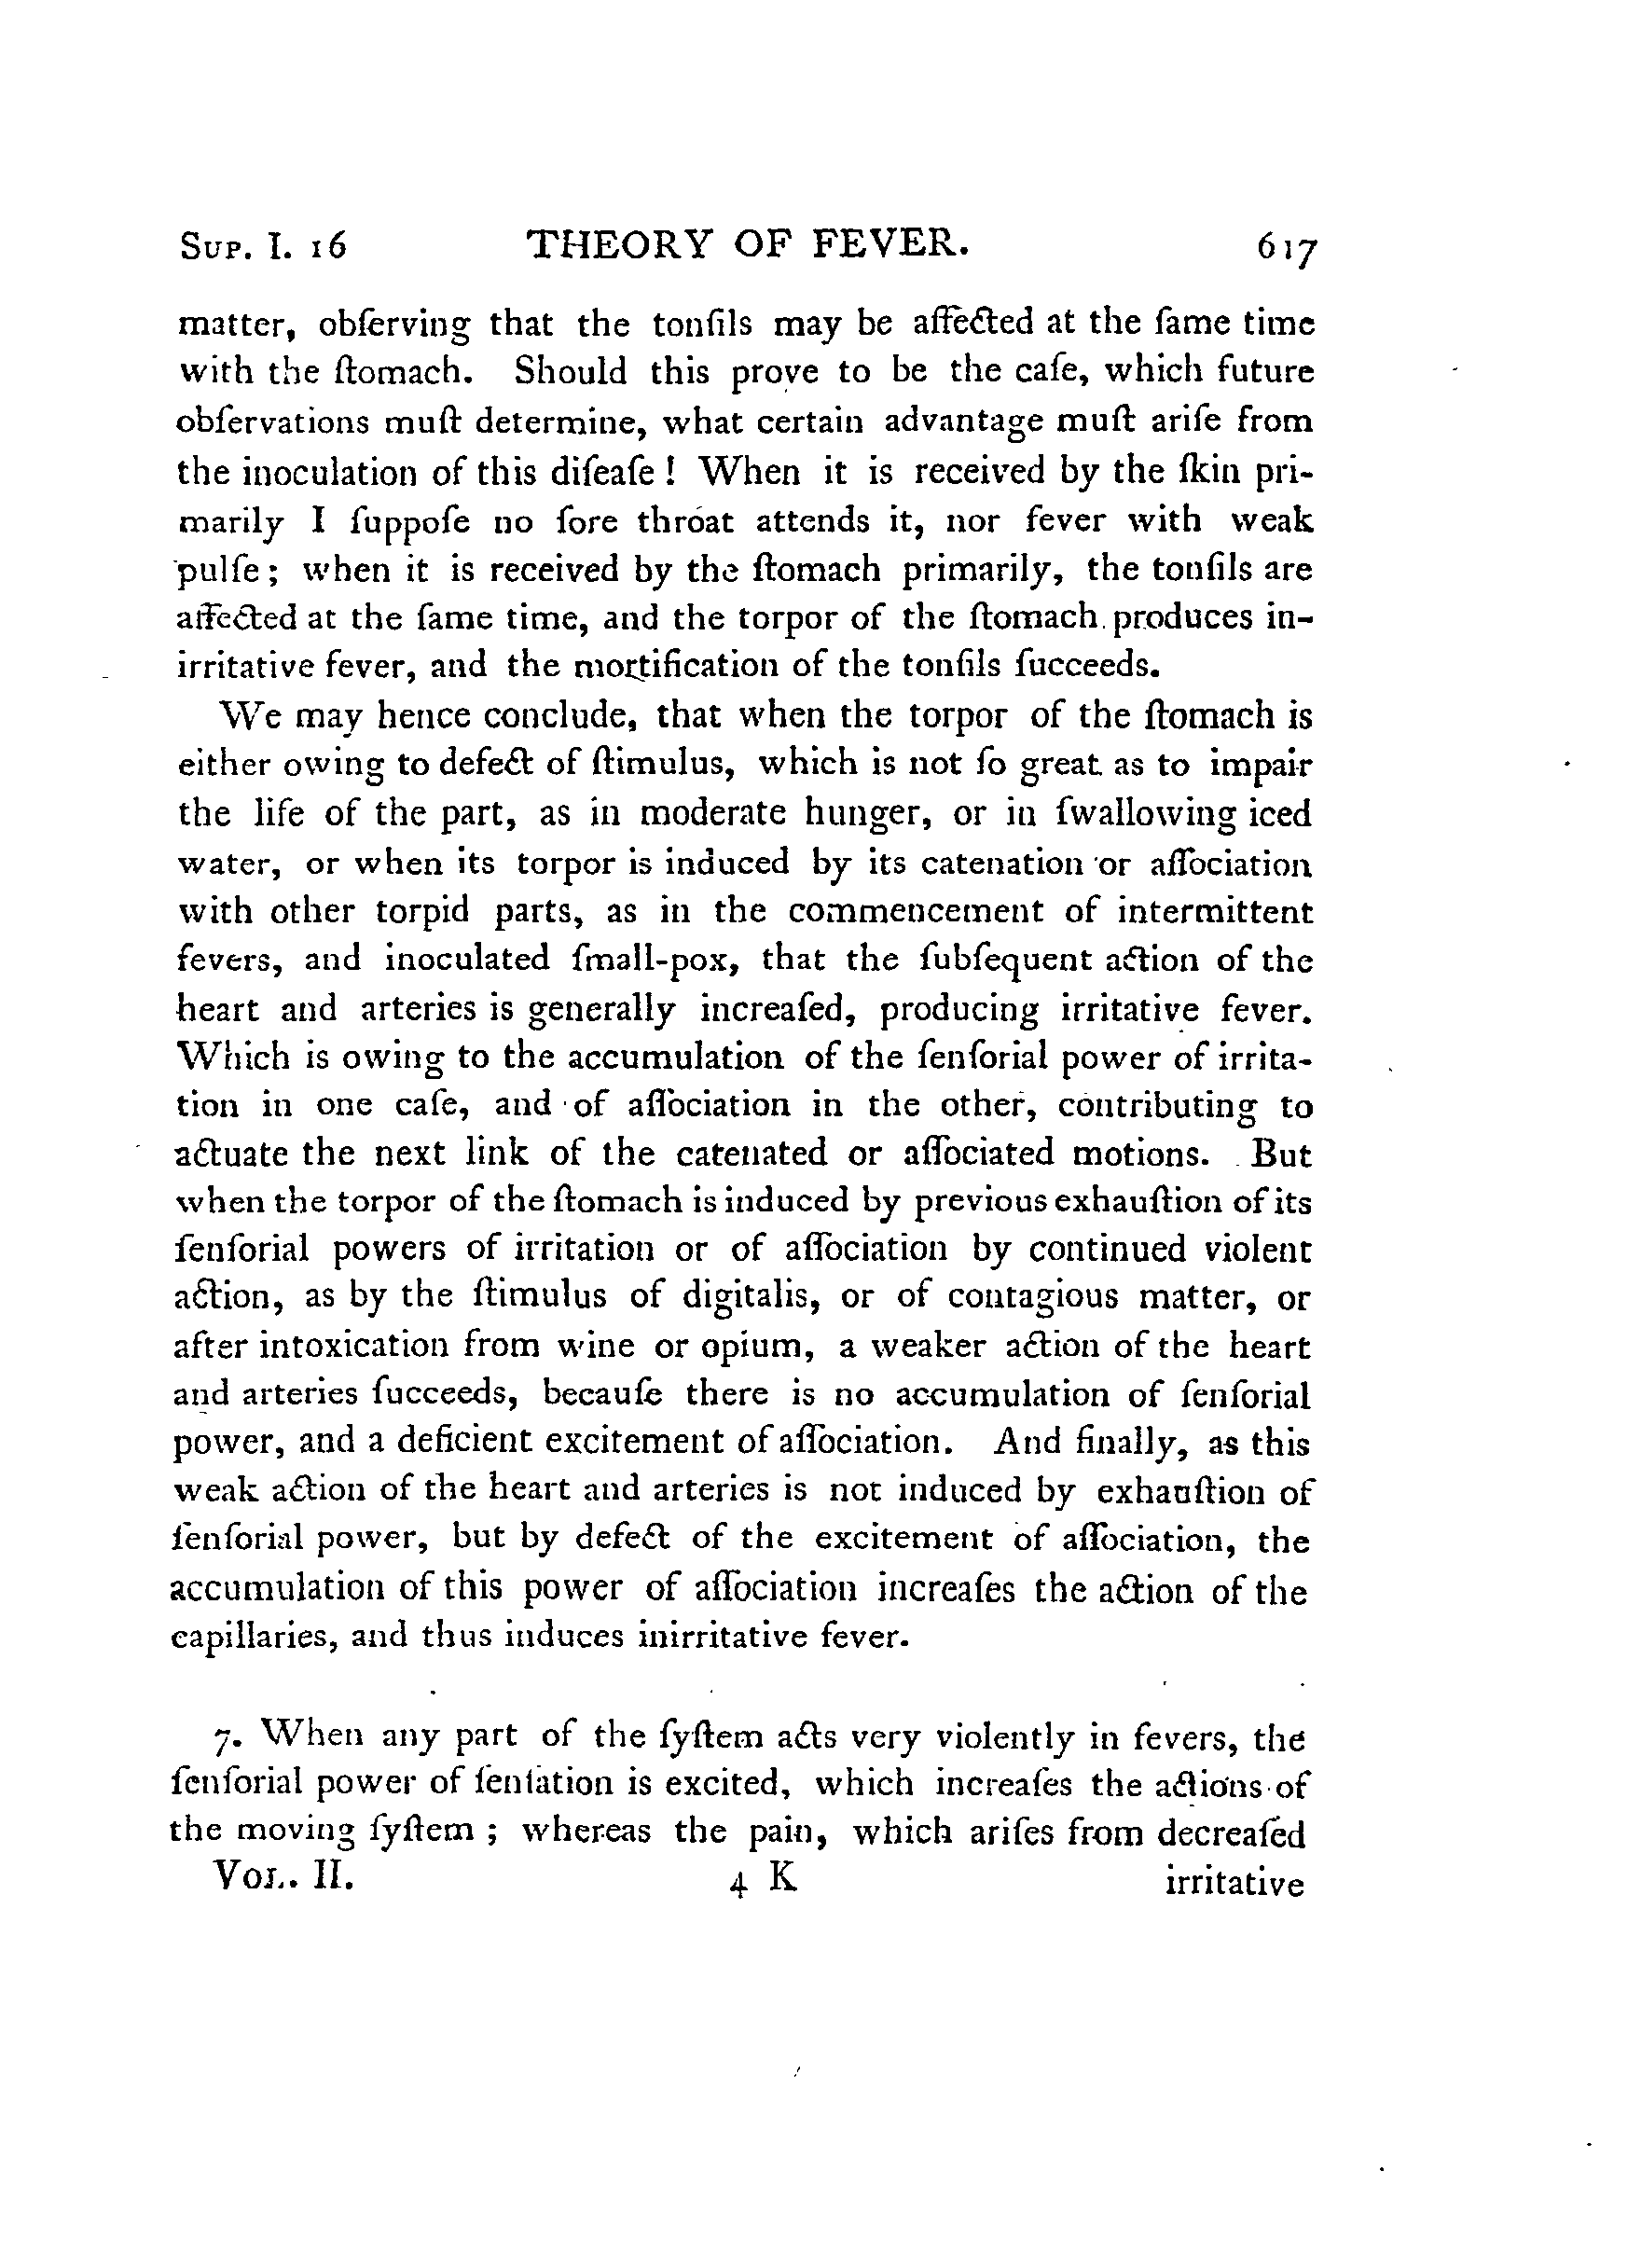 Sup. I. 16 THEORY OF FEVER. 617
matter, obſerving that the tonſils may be affected at the ſame time
with the ſtomach. Should this prove to be the caſe, which future
obſervations muſt determine, what certain advantage muſt ariſe from
the inoculation of this diſeaſe ! When it is received by the ſkin pri-
marily I ſuppoſe no ſore throat attends it, nor fever with weak
pulſe; when it is received by the ſtomach primarily, the tonſils are
affected at the ſame time, and the torpor of the ſtomach produces in-
irritative fever, and the mortification of the tonſils ſucceeds.
We may hence conclude, that when the torpor of the ſtomach is
either owing to defect of ſtimulus, which is not ſo great as to impair
the life of the part, as in moderate hunger, or in ſwallowing iced
water, or when its torpor is induced by its catenation or aſſociation
with other torpid parts, as in the commencement of intermittent
fevers, and inoculated ſmall-pox, that the ſubſequent action of the
heart and arteries is generally increaſed, producing irritative fever.
Which is owing to the accumulation of the ſenſorial power of irrita-
tion in one caſe, and of aſſociation in the other, contributing to
actuate the next link of the catenated or aſſociated motions. But
when the torpor of the ſtomach is induced by previous exhauſtion of its
ſenſorial powers of irritation or of aſſociation by continued violent
action, as by the ſtimulus of digitalis, or of contagious matter, or
after intoxication from wine or opium, a weaker action of the heart
and arteries ſucceeds, becauſe there is no accumulation of ſenſorial
power, and a deficient excitement of aſſociation. And finally, as this
weak action of the heart and arteries is not induced by exhauſtion of
ſenſorial power, but by defect of the excitement of aſſociation, the
accumulation of this power of aſſociation increaſes the action of the
capillaries, and thus induces inirritative fever.
7. When any part of the ſyſtem acts very violently in fevers, the
ſenſorial power of ſenſation is excited, which increaſes the actions of
the moving ſyſtem ; whereas the pain, which ariſes from decreaſed
Vol. II. 4 K irritative